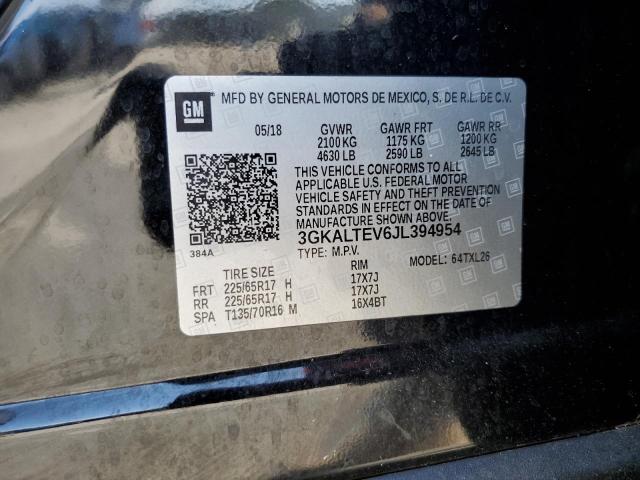 GM MFD BY GENERAL MOTORS DE MEXICO, S. DE R.L. DE C.V.
05/18 GVWR GAWR FRT GAWR RR
2100 KG 1175 KG 1200 KG
4630 LB 2590 LB 2645 LB
THIS VEHICLE CONFORMS TO ALL
APPLICABLE U.S. FEDERAL MOTOR
VEHICLE SAFETY AND THEFT PREVENTION
STANDARDS IN EFFECT ON THE DATE OF
MANUFACTURE SHOWN ABOVE.
384A 3GKALTEV6JL394954
TYPE: M.P.V. MODEL: 64TXL26
TIRE SIZE RIM
FRT 225/65R17 H 17X7J
RR 225/65R17 H 17X7J
SPA T135/70R16 M 16X4BT